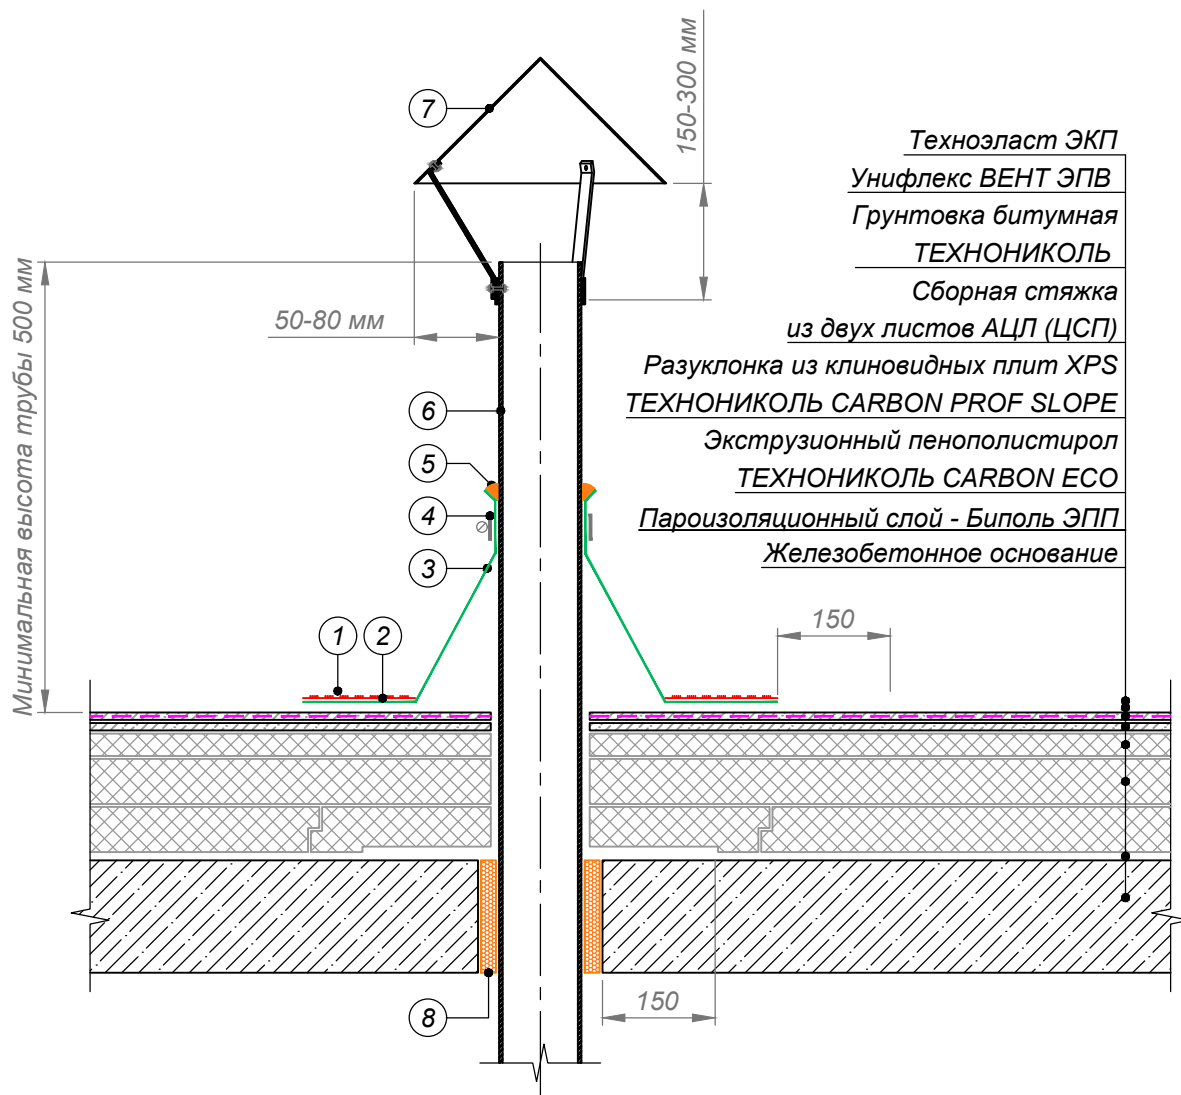 7
150-300 мм
Техноэласт ЭКП
Унифлекс ВЕНТ ЭПВ
Грунтовка битумная
ТЕХНОНИКОЛЬ
Сборная стяжка
из двух листов АЦЛ (ЦСП)
Разуклонка из клиновидных плит XPS
ТЕХНОНИКОЛЬ CARBON PROF SLOPE
Экструзионный пенополистирол
ТЕХНОНИКОЛЬ CARBON ECO
Пароизоляционный слой - Биполь ЭПП
Железобетонное основание
Минимальная высота трубы 500 мм
50-80 мм
6
5
4
3
1
2
150
8
150